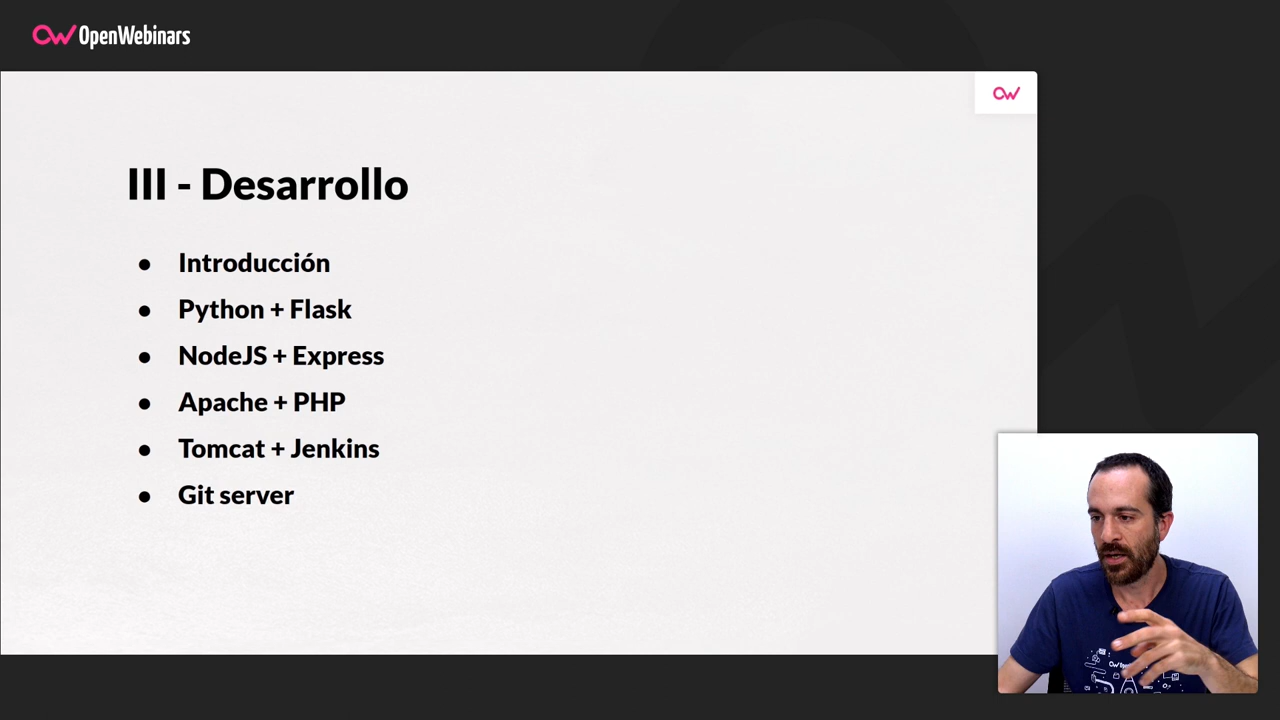 OpenWebinars
III - Desarrollo
● Introducción
● Python + Flask
● NodeJS + Express
● Apache + PHP
● Tomcat + Jenkins
● Git server